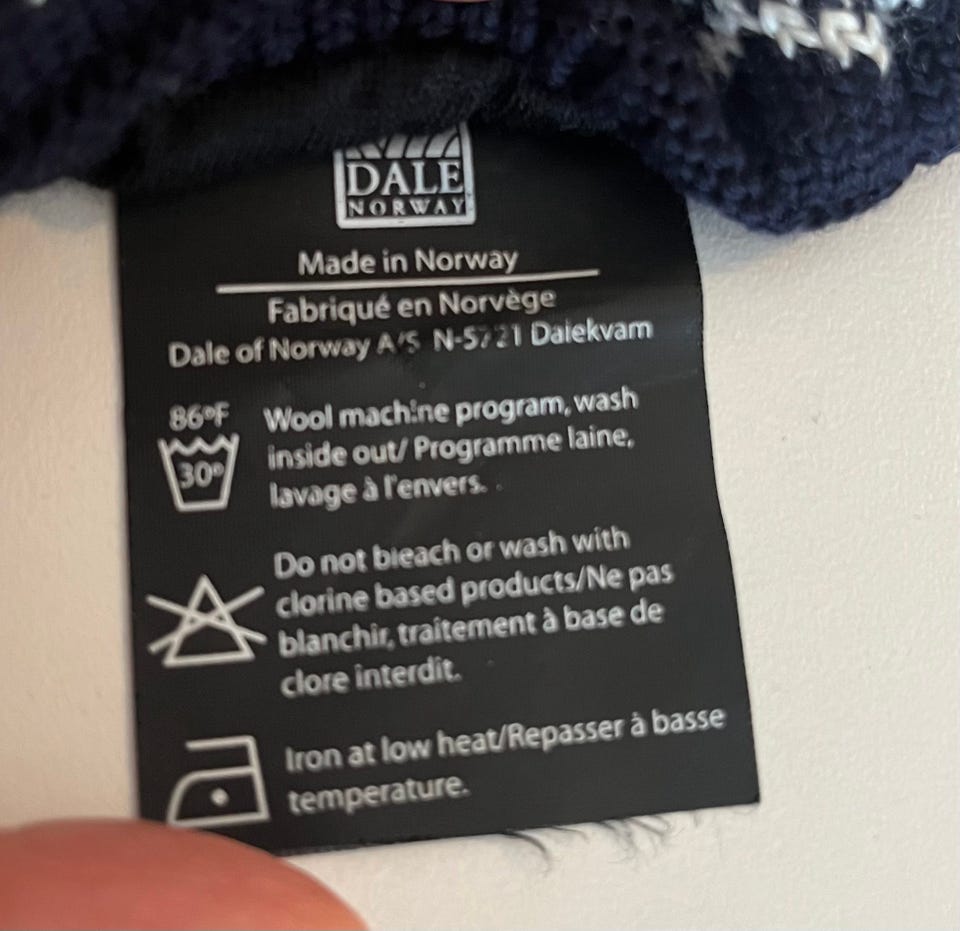 DALE
NORWAY
Made in Norway
Fabriqué en Norvège
Dale of Norway A/S N-5721 Dalekvam
86ºF
30º
Wool machine program, wash
inside out/ Programme laine,
lavage à l'envers.
Do not bleach or wash with
clorine based products/Ne pas
blanchir, traitement à base de
clore interdit.
Iron at low heat/Repasser à basse
temperature.